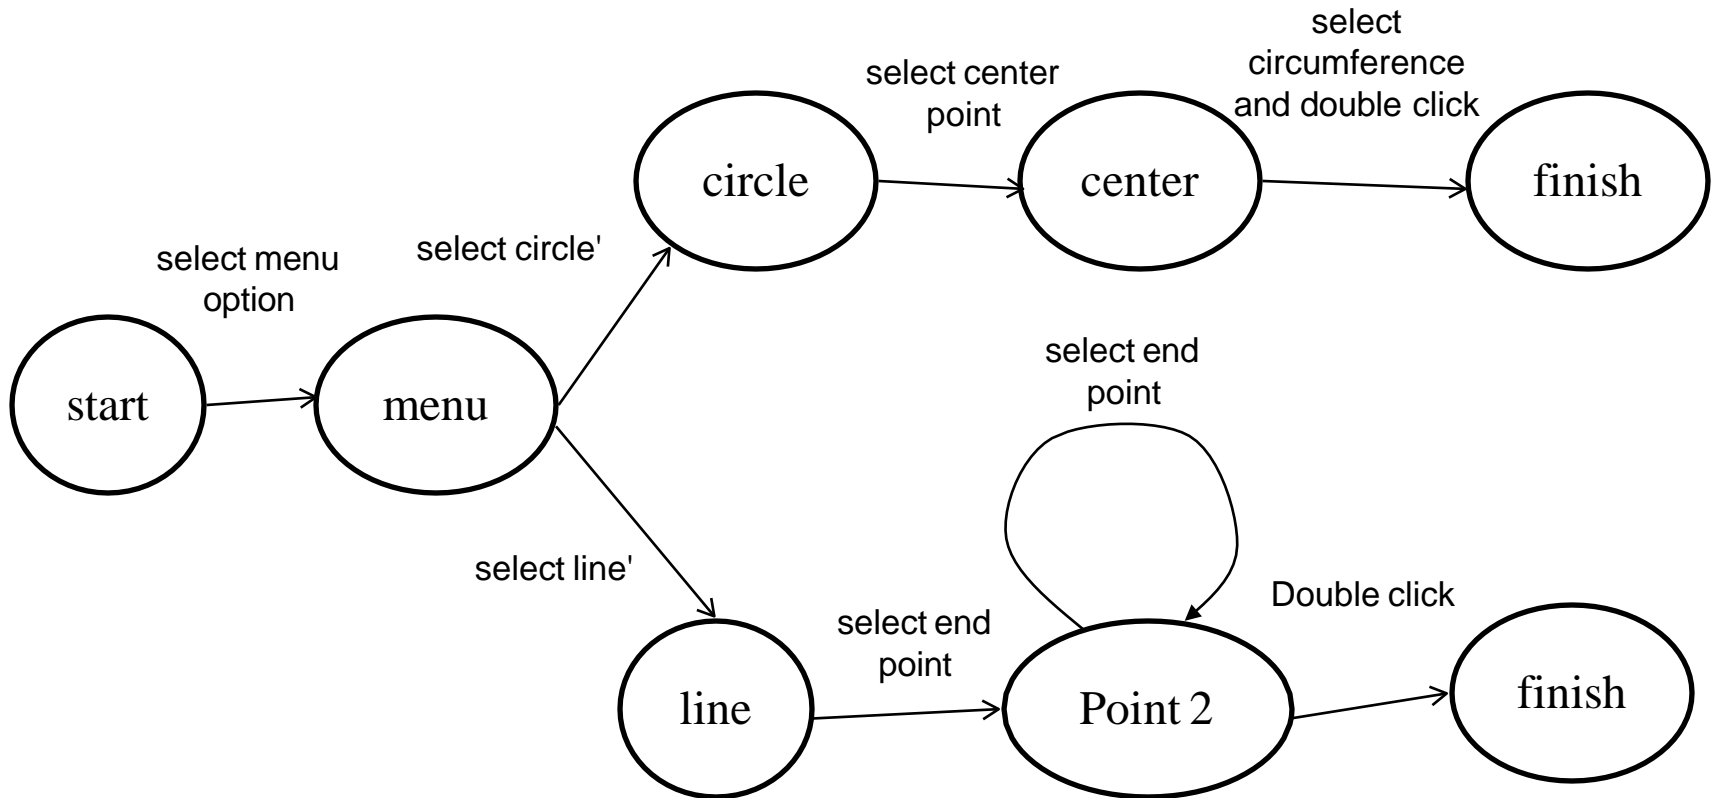 select
circumference
and double click
select center
point
circle
center
finish
select circle'
select menu
option
start
menu
select end
point
select line'
select end
point
Double click
line
Point 2
finish